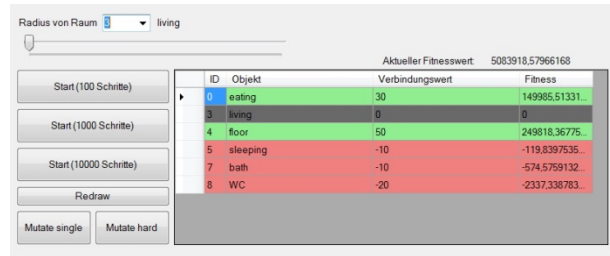 Radius von Raum 3 living
Aktueller Fitnesswert: 5083918,57966168
Start (100 Schritte)
Start (1000 Schritte)
Start (10000 Schritte)
Redraw
Mutate single Mutate hard
ID Objekt Verbindungswert Fitness
0 eating 30 149985,51331...
3 living 0 0
4 floor 50 249818,36775...
5 sleeping -10 -119,8397535...
7 bath -10 -574,5759132...
8 WC -20 -2337,338783...